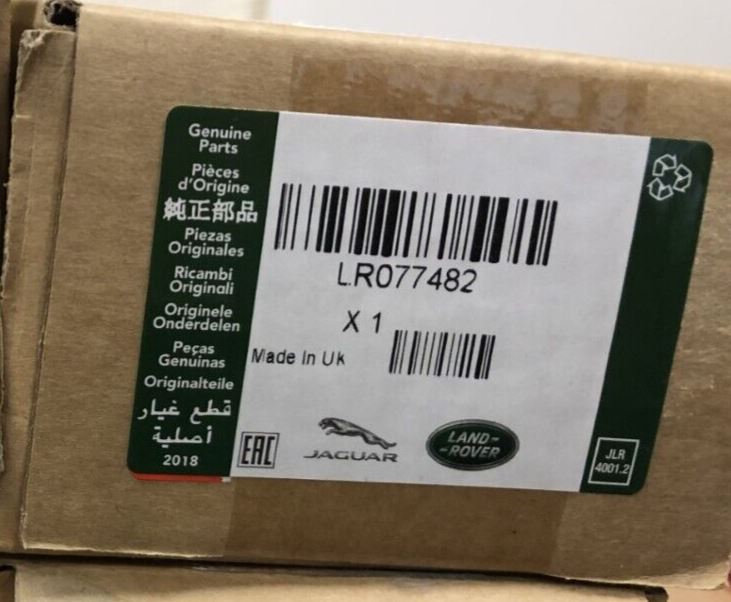 Genuine
Parts
Pièces
d'Origine
純正部品
Piezas
Originales
Ricambi
Originali
Originele
Onderdelen
Peças
Genuinas
Originalteile
قطع غيار
أصلية
2018
LR077482
X 1
Made In UK
EAC
JAGUAR
LAND-
-ROVER
JLR
4001.2